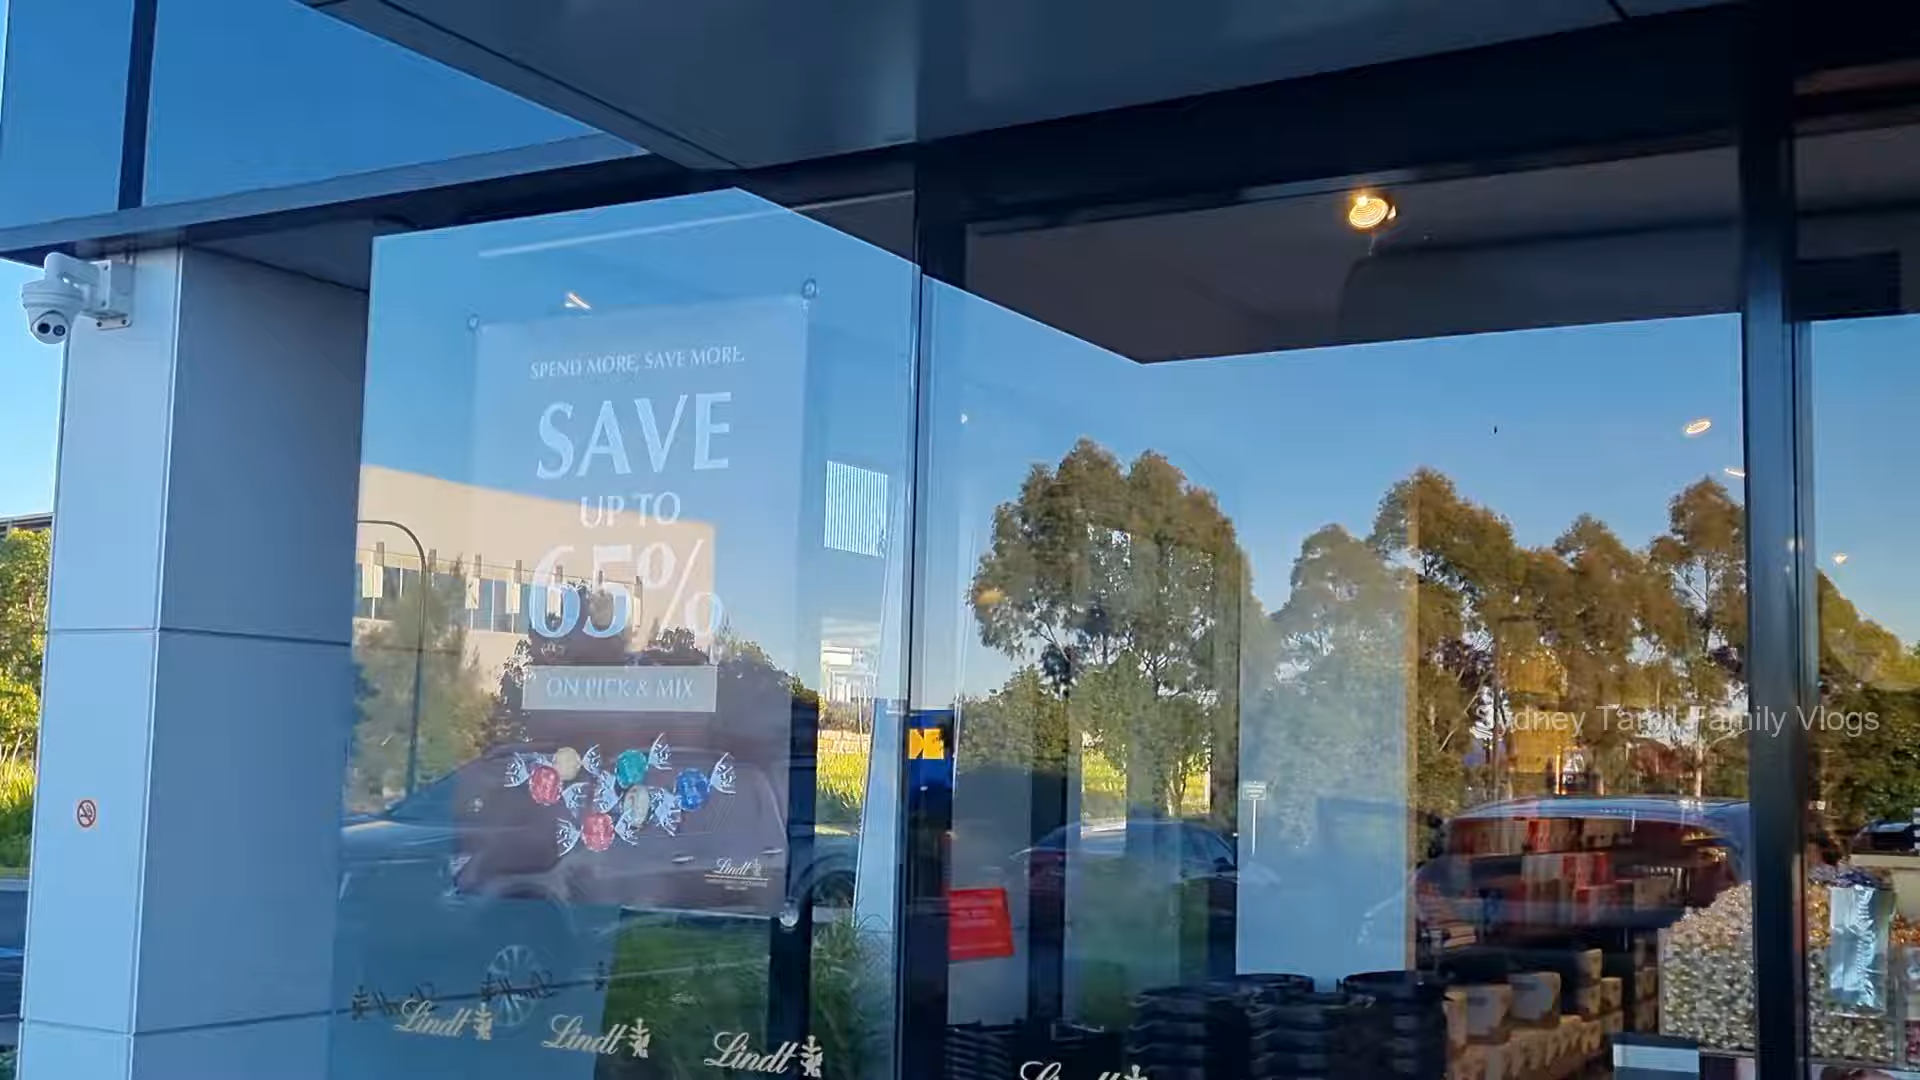 SPEND MORE, SAVE MORE.
SAVE
UP TO
65%
ON PICK & MIX
Lindt
Sydney Tamil Family Vlogs
Lindt
Lindt
Lindt
Lindt